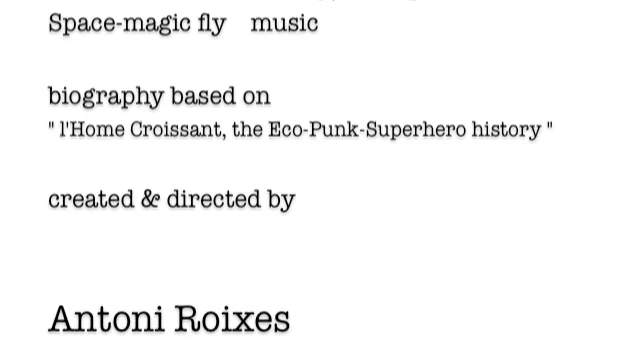 Space-magic fly music
biography based on
" l'Home Croissant, the Eco-Punk-Superhero history "
created & directed by
Antoni Roixes